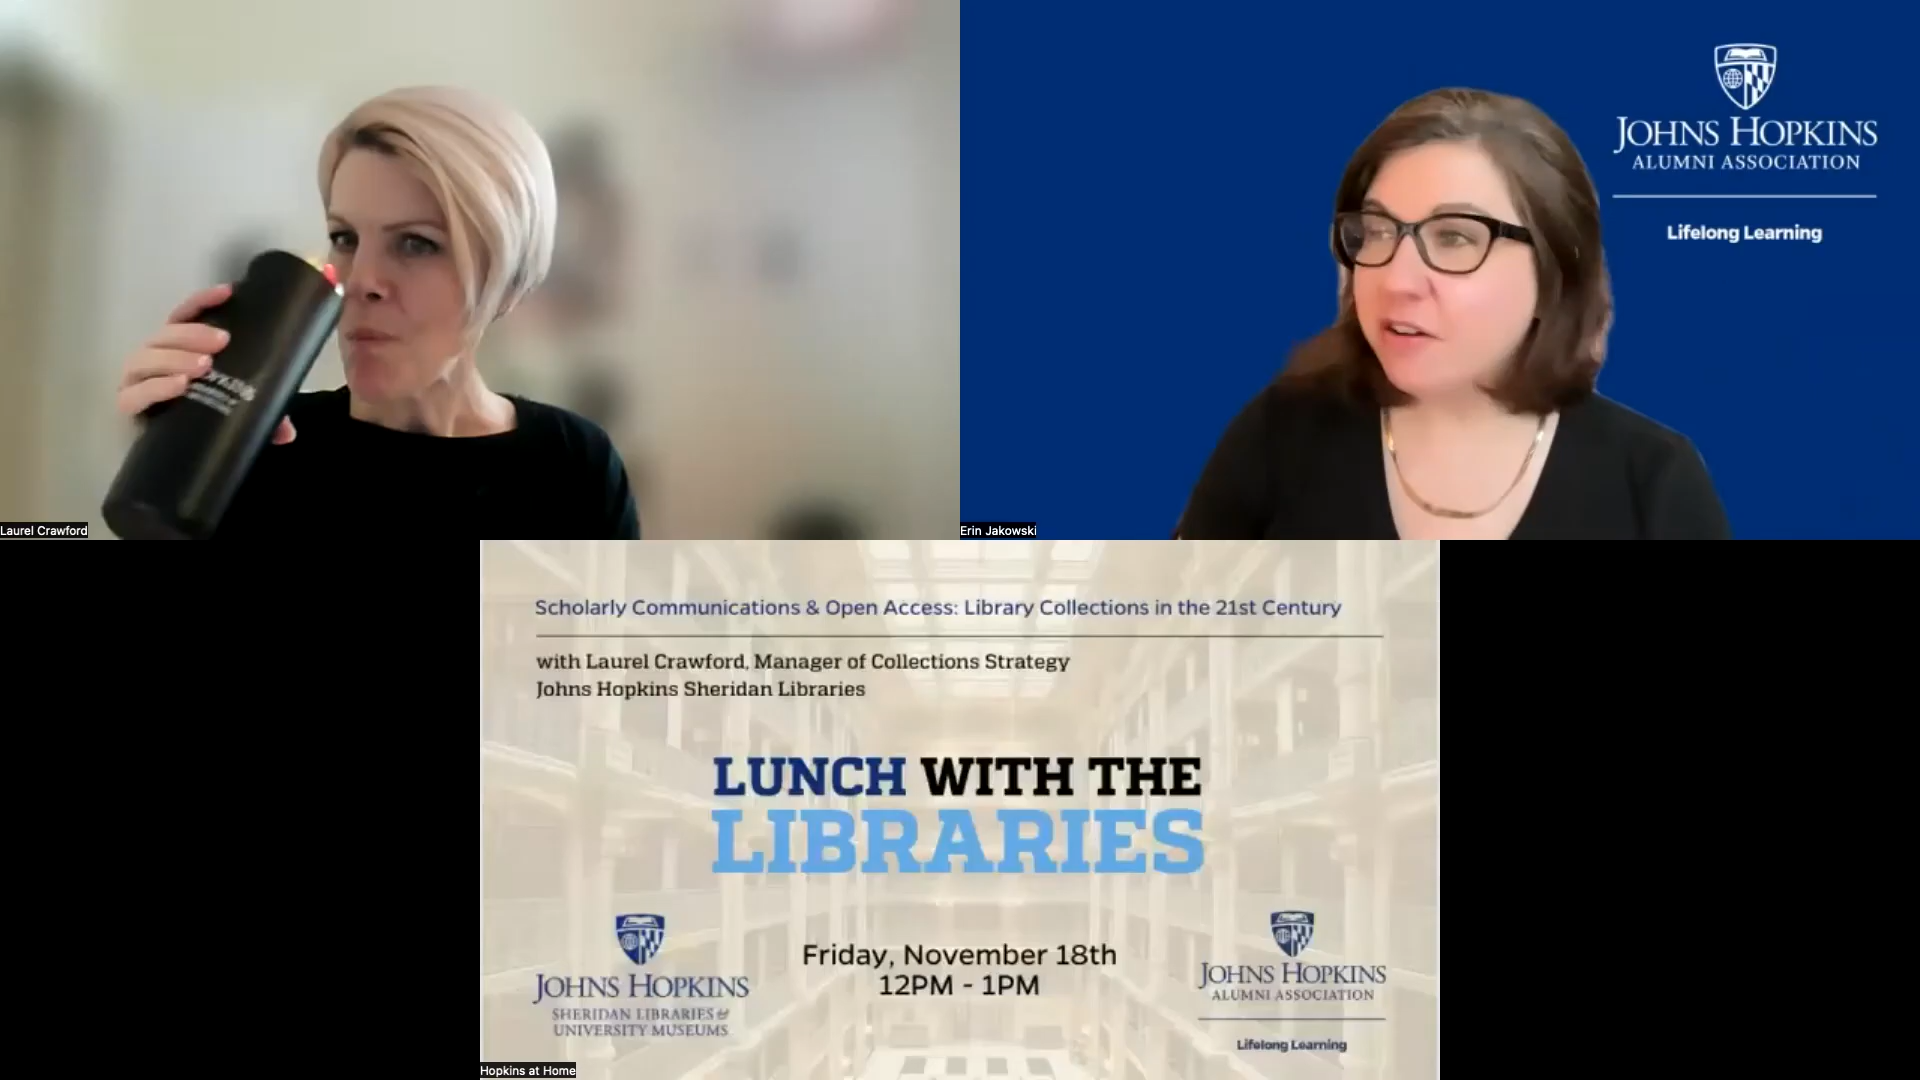 JOHNS HOPKINS
ALUMNI ASSOCIATION
Lifelong Learning
Laurel Crawford
Erin Jakowski
Scholarly Communications & Open Access: Library Collections in the 21st Century
with Laurel Crawford, Manager of Collections Strategy
Johns Hopkins Sheridan Libraries
LUNCH WITH THE
LIBRARIES
Friday, November 18th
12PM - 1PM
JOHNS HOPKINS
SHERIDAN LIBRARIES &
UNIVERSITY MUSEUMS
JOHNS HOPKINS
ALUMNI ASSOCIATION
Lifelong Learning
Hopkins at Home